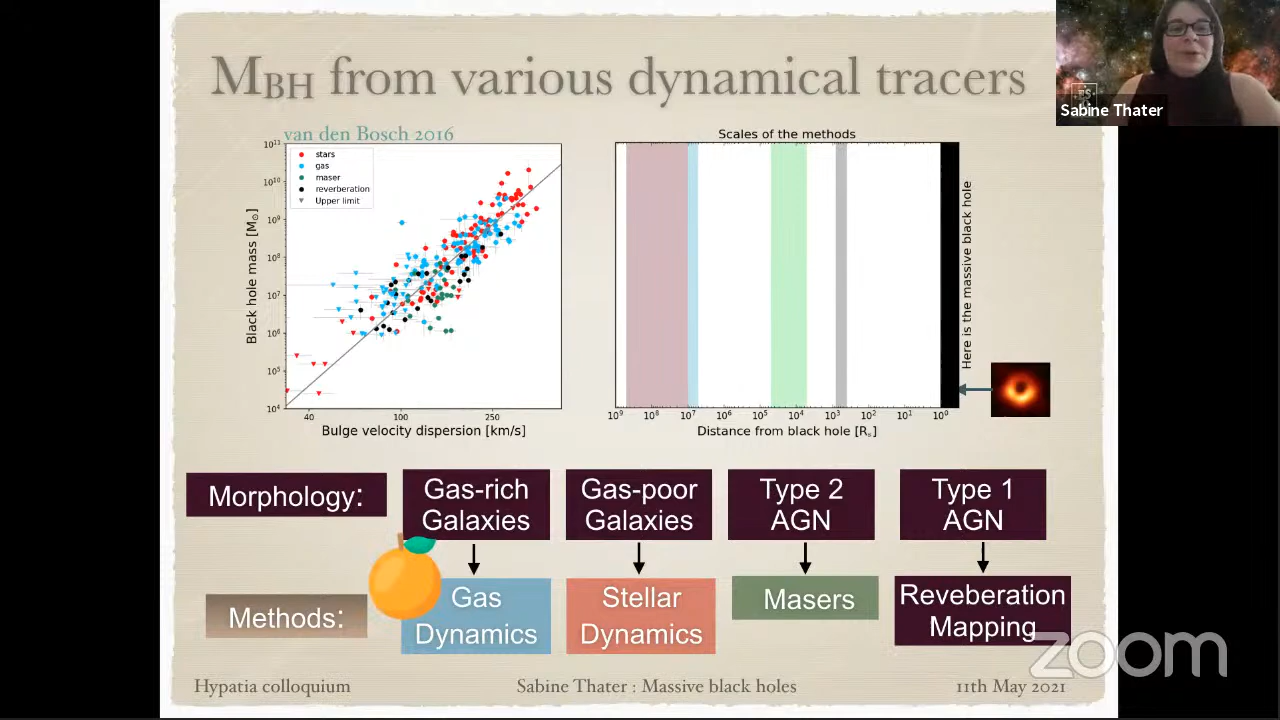 MBH from various dynamical tracers
Sabine Thater
van den Bosch 2016
stars
gas
maser
reverberation
Upper limit
10¹¹
10¹⁰
10⁹
10⁸
10⁷
10⁶
10⁵
10⁴
Black hole mass [M⊙]
40 100 250
Bulge velocity dispersion [km/s]
Scales of the methods
10⁹ 10⁸ 10⁷ 10⁶ 10⁵ 10⁴ 10³ 10² 10¹ 10⁰
Distance from black hole [Rs]
Here is the massive black hole
Morphology:
Gas-rich
Galaxies
Gas-poor
Galaxies
Type 2
AGN
Type 1
AGN
Methods:
Gas
Dynamics
Stellar
Dynamics
Masers
Reveberation
Mapping
zoom
Hypatia colloquium
Sabine Thater : Massive black holes
11th May 2021